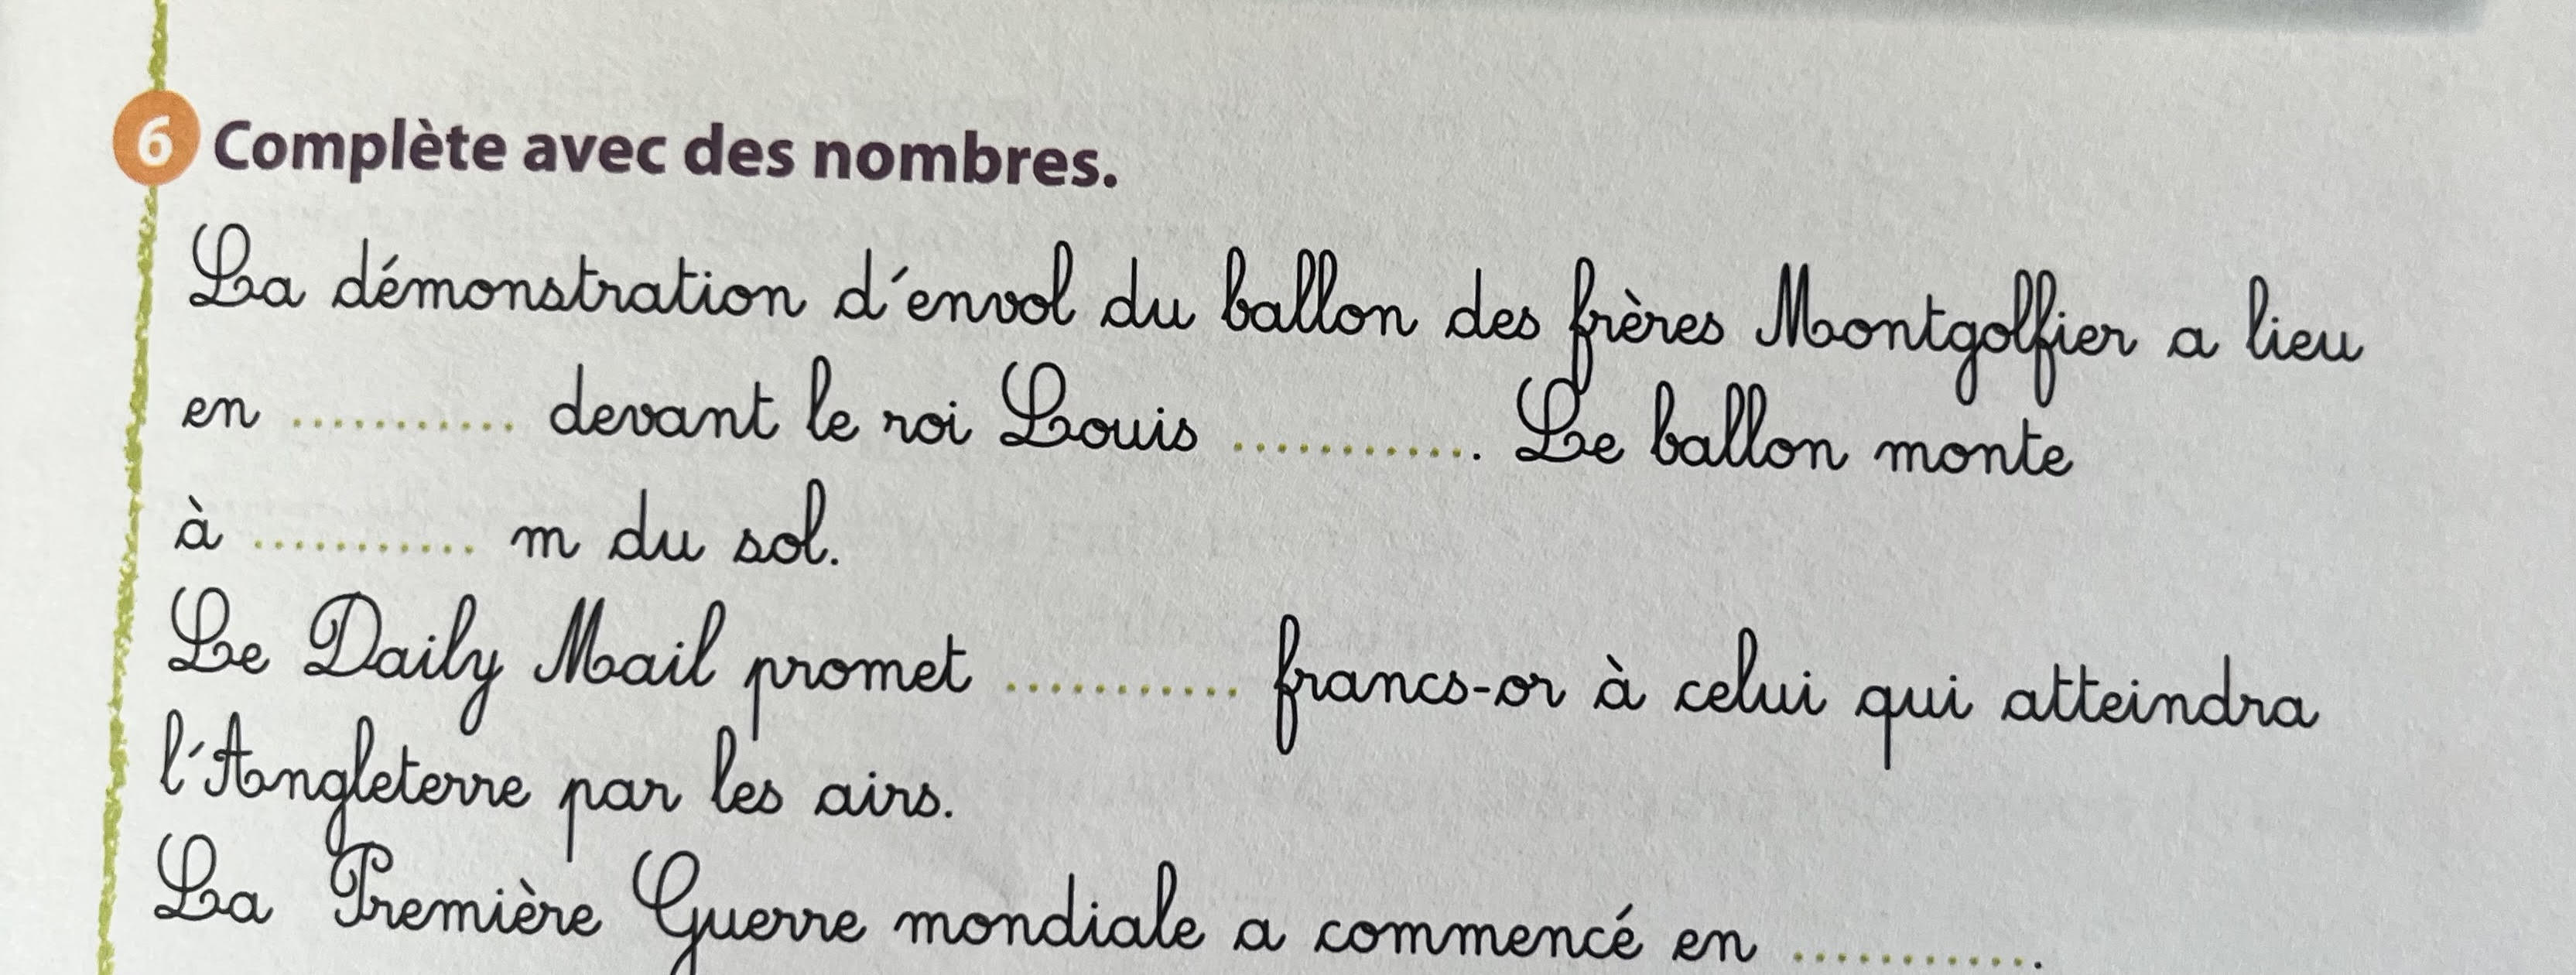 6 Complète avec des nombres.
La démonstration d'envol du ballon des frères Montgolfier a lieu
en ........... devant le roi Louis ............ Le ballon monte
à ........... m du sol.
Le Daily Mail promet ........... francs-or à celui qui atteindra
l'Angleterre par les airs.
La Première Guerre mondiale a commencé en ............